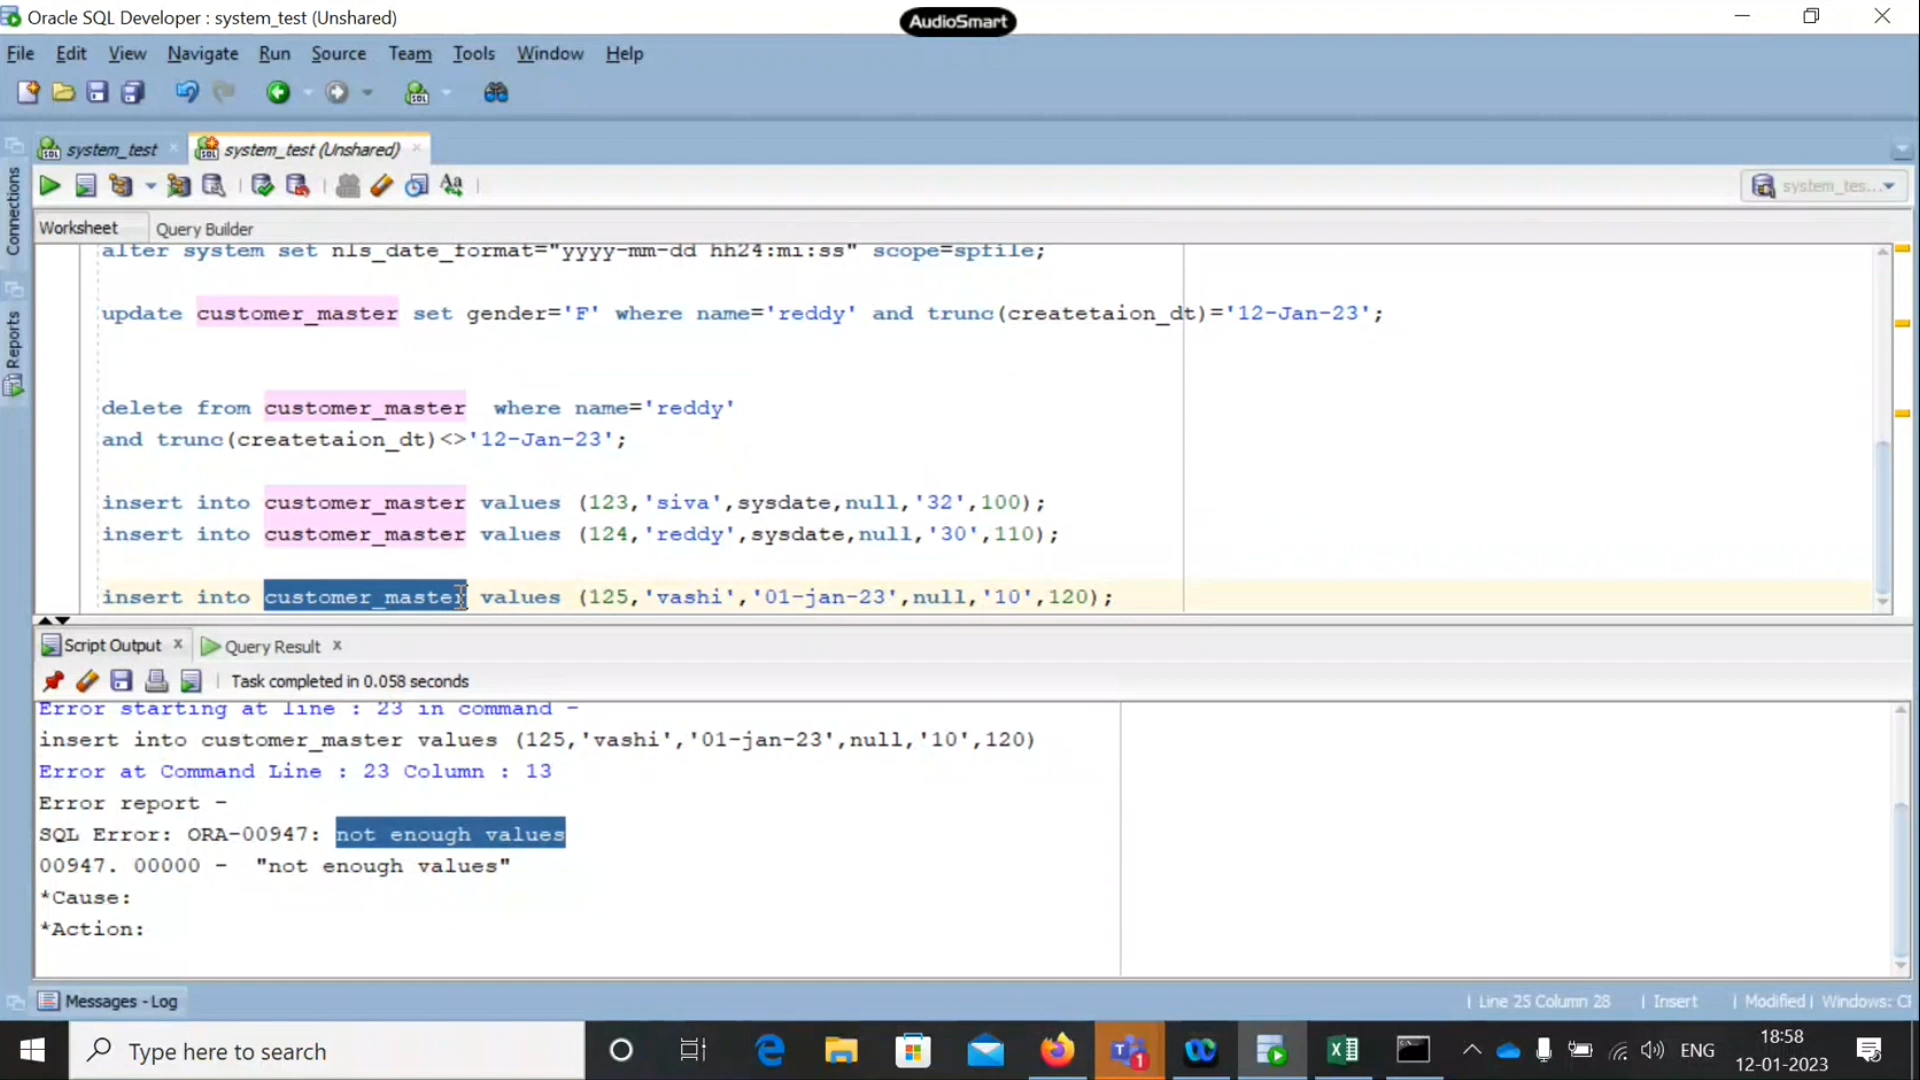 Oracle SQL Developer : system_test (Unshared)
AudioSmart
File Edit View Navigate Run Source Team Tools Window Help
system_test
system_test (Unshared)
Connections
Reports
system_tes...
Worksheet Query Builder
alter system set nls_date_format="yyyy-mm-dd hh24:mi:ss" scope=spfile;
update customer_master set gender='F' where name='reddy' and trunc(createtaion_dt)='12-Jan-23';
delete from customer_master where name='reddy'
and trunc(createtaion_dt)<>'12-Jan-23';
insert into customer_master values (123,'siva',sysdate,null,'32',100);
insert into customer_master values (124,'reddy',sysdate,null,'30',110);
insert into customer_master values (125,'vashi','01-jan-23',null,'10',120);
Script Output × Query Result ×
Task completed in 0.058 seconds
Error starting at line : 23 in command -
insert into customer_master values (125,'vashi','01-jan-23',null,'10',120)
Error at Command Line : 23 Column : 13
Error report -
SQL Error: ORA-00947: not enough values
00947. 00000 - "not enough values"
*Cause:
*Action:
Messages - Log
Line 25 Column 28 | Insert | Modified | Windows:
Type here to search
1
ENG
18:58
12-01-2023